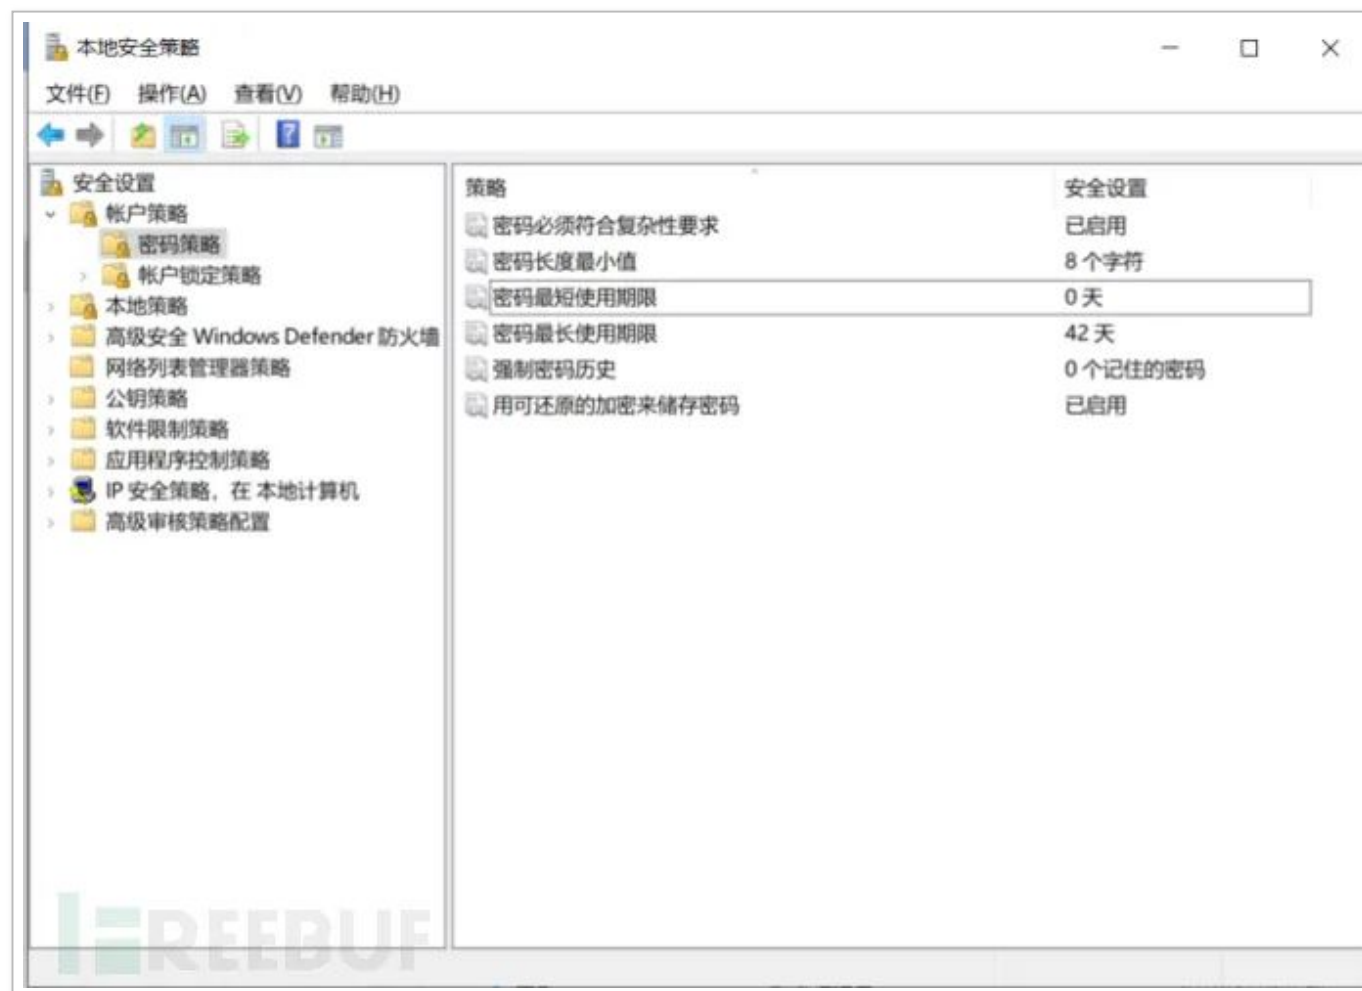 本地安全策略
文件(F) 操作(A) 查看(V) 帮助(H)
安全设置
帐户策略
密码策略
帐户锁定策略
本地策略
高级安全 Windows Defender 防火墙
网络列表管理器策略
公钥策略
软件限制策略
应用程序控制策略
IP 安全策略，在 本地计算机
高级审核策略配置
策略 安全设置
密码必须符合复杂性要求 已启用
密码长度最小值 8 个字符
密码最短使用期限 0 天
密码最长使用期限 42 天
强制密码历史 0 个记住的密码
用可还原的加密来储存密码 已启用
FREEBUF